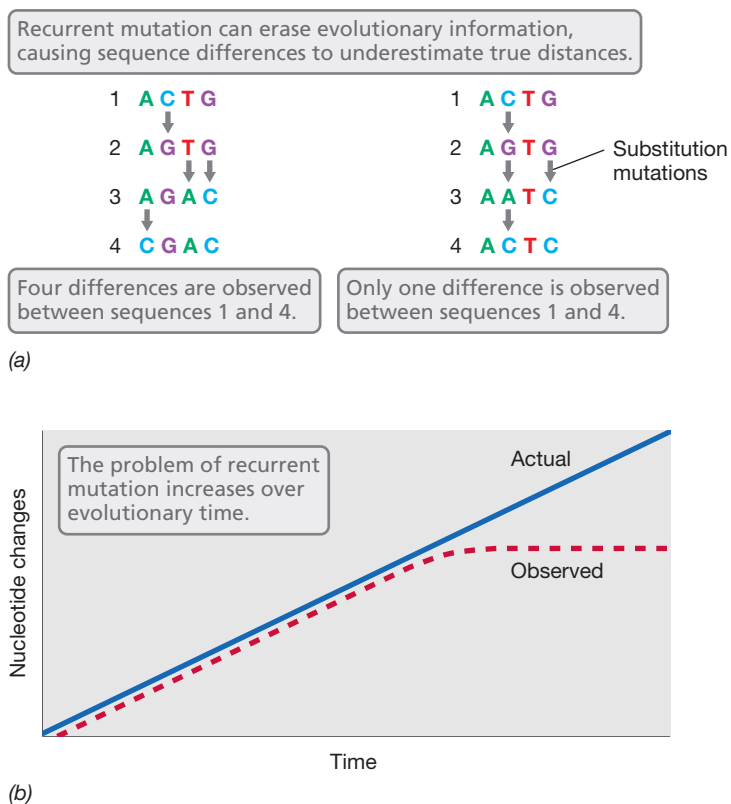 Recurrent mutation can erase evolutionary information,
causing sequence differences to underestimate true distances.
1 A C T G
2 A G T G
3 A G A C
4 C G A C
Four differences are observed
between sequences 1 and 4.
1 A C T G
2 A G T G
Substitution
mutations
3 A A T C
4 A C T C
Only one difference is observed
between sequences 1 and 4.
(a)
The problem of recurrent
mutation increases over
evolutionary time.
Actual
Observed
Nucleotide changes
Time
(b)